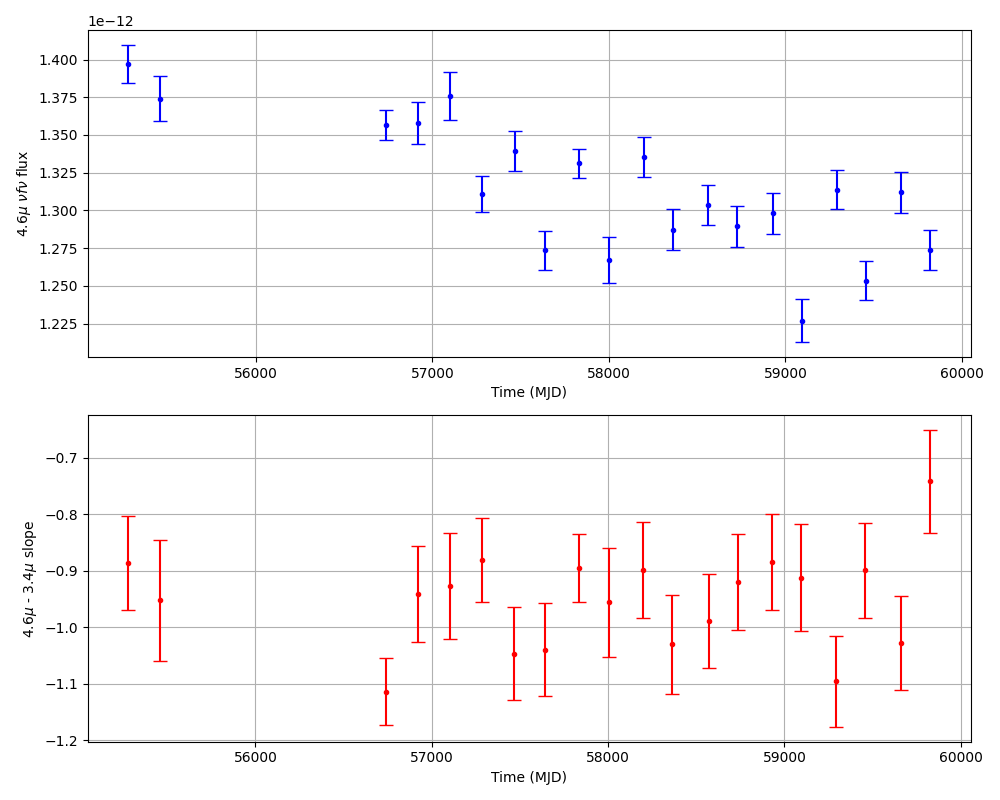 1e−12
1.400
1.375
1.350
1.325
1.300
1.275
1.250
1.225
4.6μ νfν flux
56000 57000 58000 59000 60000
Time (MJD)
−0.7
−0.8
−0.9
−1.0
−1.1
−1.2
4.6μ - 3.4μ slope
56000 57000 58000 59000 60000
Time (MJD)